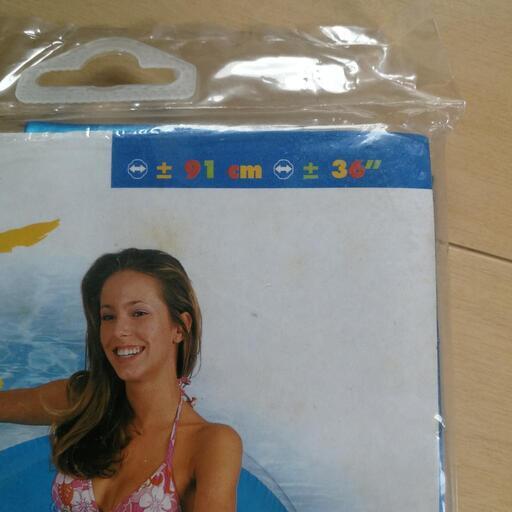 ± 91 cm ± 36"